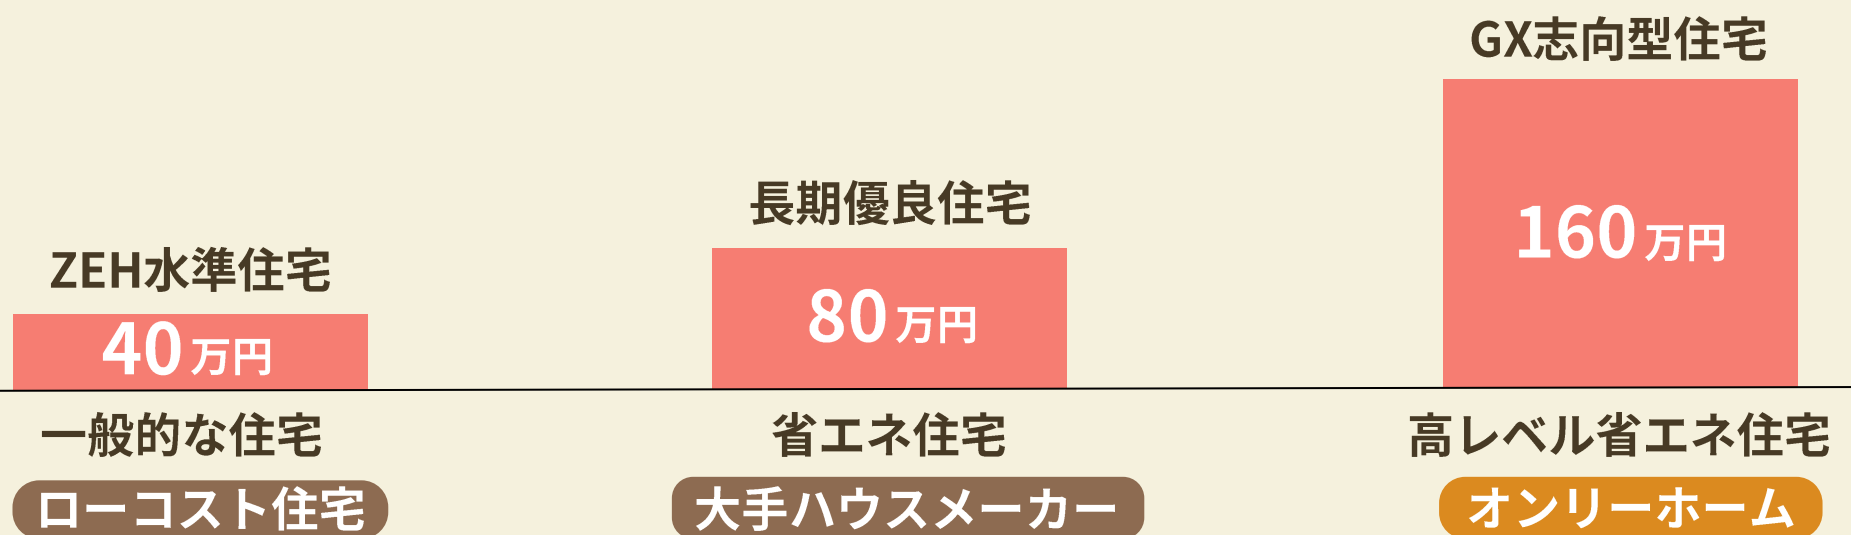 ZEH水準住宅
40万円
一般的な住宅
ローコスト住宅
長期優良住宅
80万円
省エネ住宅
大手ハウスメーカー
GX志向型住宅
160万円
高レベル省エネ住宅
オンリーホーム